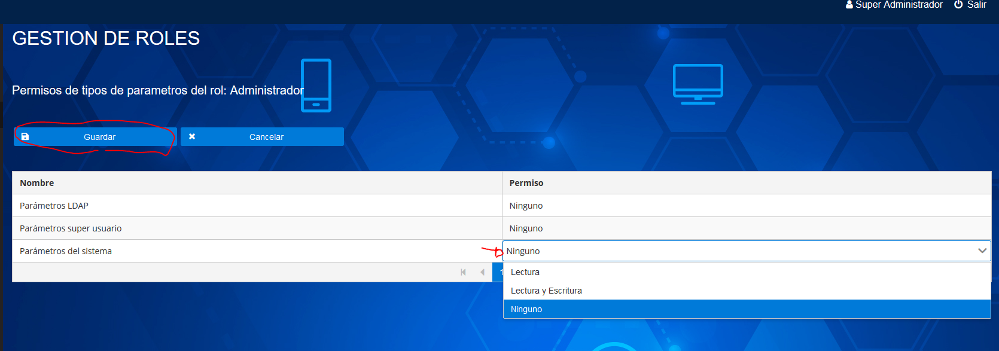 Super Administrador Salir
GESTION DE ROLES
Permisos de tipos de parametros del rol: Administrador
Guardar Cancelar
Nombre Permiso
Parámetros LDAP Ninguno
Parámetros super usuario Ninguno
Parámetros del sistema Ninguno
1
Lectura
Lectura y Escritura
Ninguno